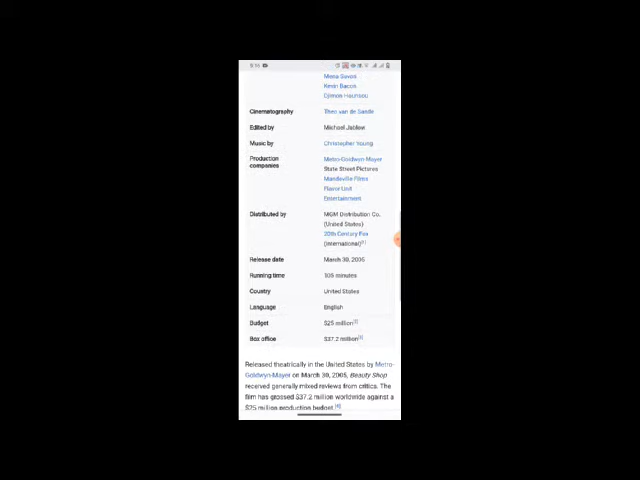 5:15
Mena Suvari
Kevin Bacon
Djimon Hounsou
Cinematography Theo van de Sande
Edited by Michael Jablow
Music by Christopher Young
Production companies Metro-Goldwyn-Mayer
State Street Pictures
Mandeville Films
Flavor Unit
Entertainment
Distributed by MGM Distribution Co.
(United States)
20th Century Fox
(International)
Release date March 30, 2005
Running time 105 minutes
Country United States
Language English
Budget $25 million
Box office $37.2 million
Released theatrically in the United States by Metro-
Goldwyn-Mayer on March 30, 2005, Beauty Shop
received generally mixed reviews from critics. The
film has grossed $37.2 million worldwide against a
$25 million production budget.